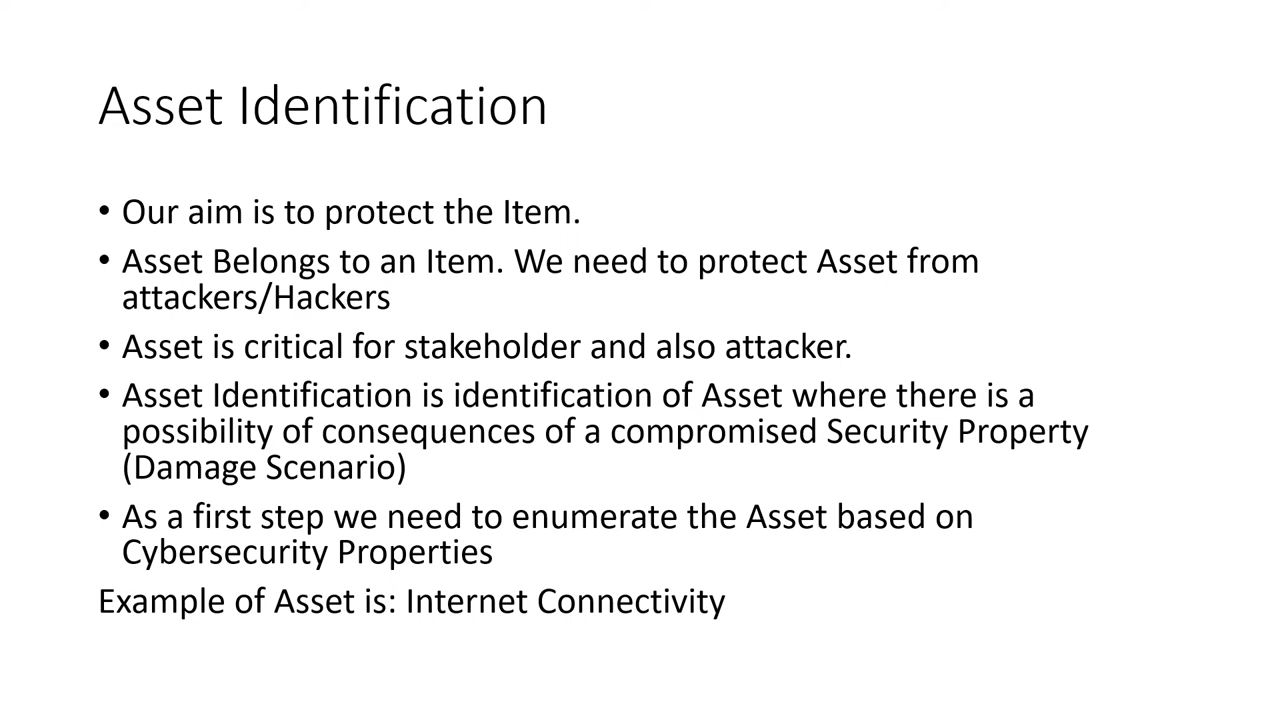 Asset Identification
• Our aim is to protect the Item.
• Asset Belongs to an Item. We need to protect Asset from
attackers/Hackers
• Asset is critical for stakeholder and also attacker.
• Asset Identification is identification of Asset where there is a
possibility of consequences of a compromised Security Property
(Damage Scenario)
• As a first step we need to enumerate the Asset based on
Cybersecurity Properties
Example of Asset is: Internet Connectivity